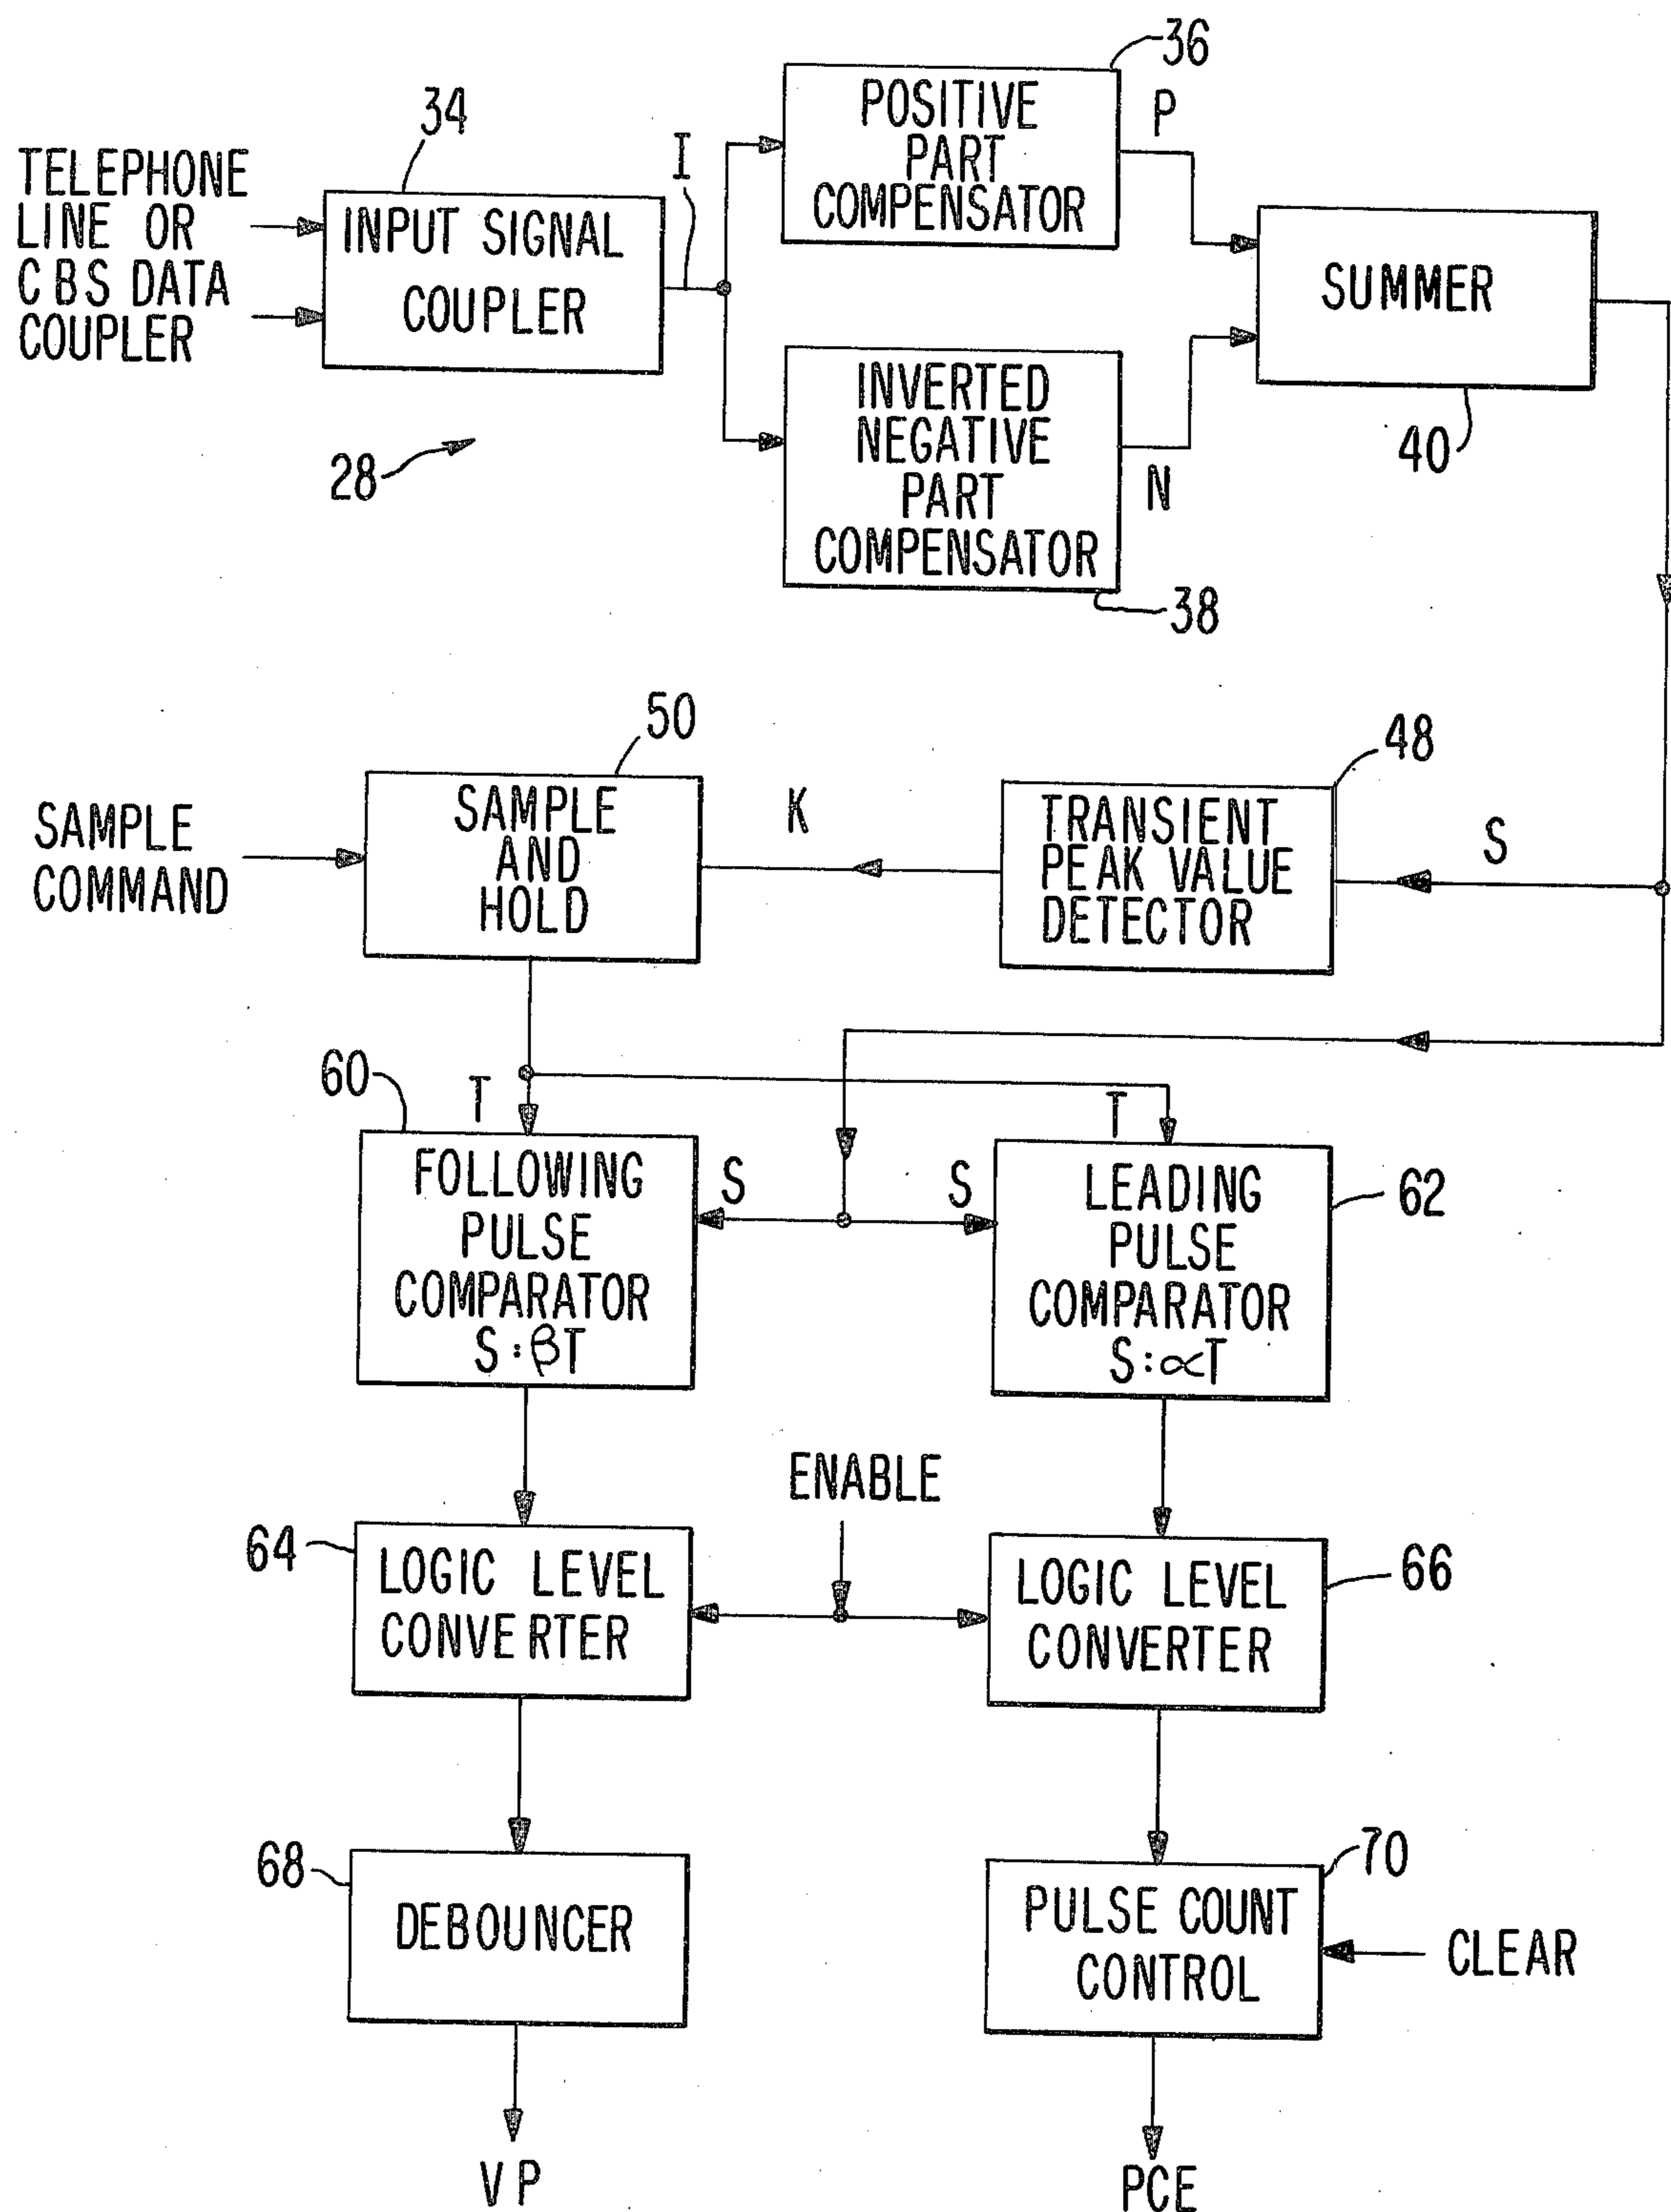 36
34
TELEPHONE
LINE OR
CBS DATA
COUPLER
INPUT SIGNAL
COUPLER
I
POSITIVE
PART
COMPENSATOR
P
SUMMER
40
INVERTED
NEGATIVE
PART
COMPENSATOR
N
38
28
50
48
SAMPLE
COMMAND
SAMPLE
AND
HOLD
K
TRANSIENT
PEAK VALUE
DETECTOR
S
60
T
T
FOLLOWING
PULSE
COMPARATOR
S:βT
S
S
LEADING
PULSE
COMPARATOR
S:αT
62
ENABLE
64
LOGIC LEVEL
CONVERTER
LOGIC LEVEL
CONVERTER
66
68
DEBOUNCER
70
PULSE COUNT
CONTROL
CLEAR
VP
PCE